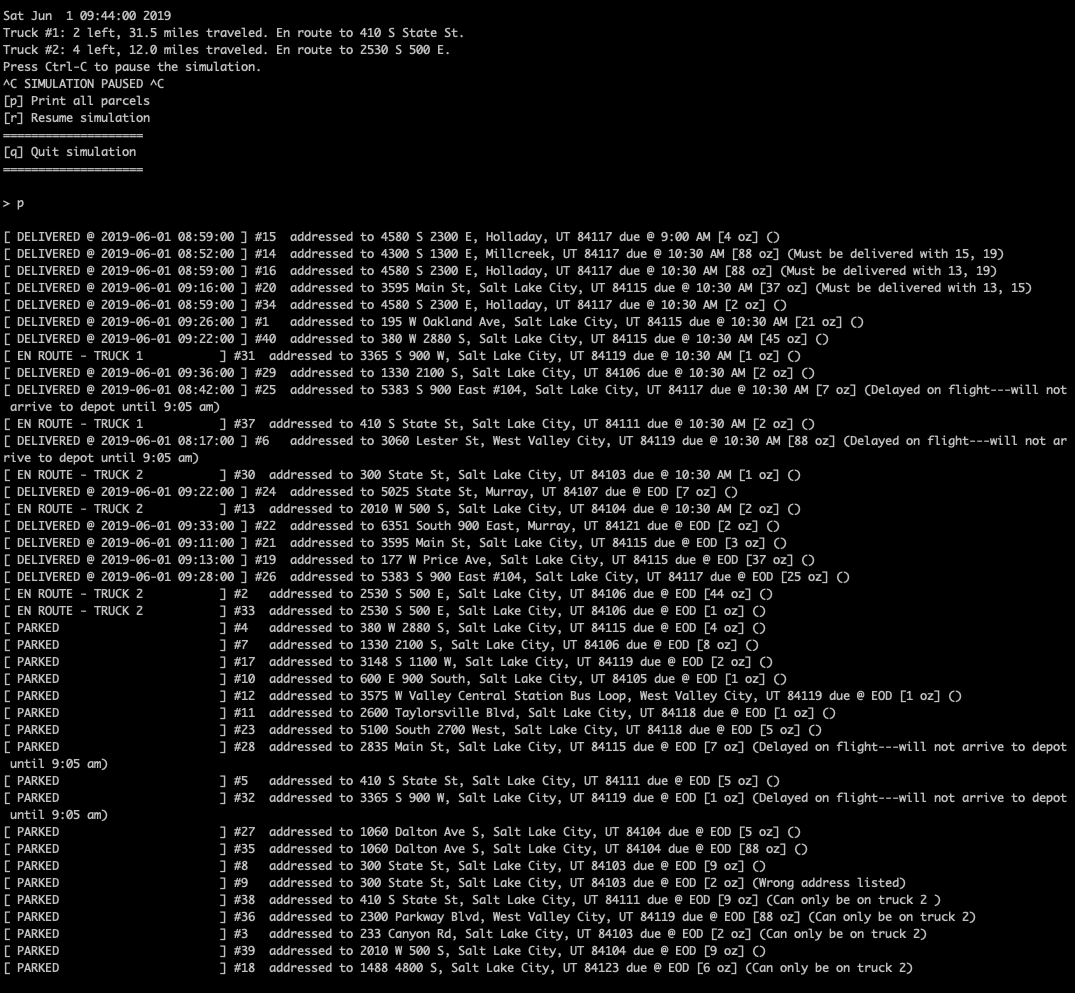 Sat Jun  1 09:44:00 2019
Truck #1: 2 left, 31.5 miles traveled. En route to 410 S State St.
Truck #2: 4 left, 12.0 miles traveled. En route to 2530 S 500 E.
Press Ctrl-C to pause the simulation.
^C SIMULATION PAUSED ^C
[p] Print all parcels
[r] Resume simulation
====================
[q] Quit simulation
====================
> p
[ DELIVERED @ 2019-06-01 08:59:00 ] #15  addressed to 4580 S 2300 E, Holladay, UT 84117 due @ 9:00 AM [4 oz] ()
[ DELIVERED @ 2019-06-01 08:52:00 ] #14  addressed to 4300 S 1300 E, Millcreek, UT 84117 due @ 10:30 AM [88 oz] (Must be delivered with 15, 19)
[ DELIVERED @ 2019-06-01 08:59:00 ] #16  addressed to 4580 S 2300 E, Holladay, UT 84117 due @ 10:30 AM [88 oz] (Must be delivered with 13, 19)
[ DELIVERED @ 2019-06-01 09:16:00 ] #20  addressed to 3595 Main St, Salt Lake City, UT 84115 due @ 10:30 AM [37 oz] (Must be delivered with 13, 15)
[ DELIVERED @ 2019-06-01 08:59:00 ] #34  addressed to 4580 S 2300 E, Holladay, UT 84117 due @ 10:30 AM [2 oz] ()
[ DELIVERED @ 2019-06-01 09:26:00 ] #1   addressed to 195 W Oakland Ave, Salt Lake City, UT 84115 due @ 10:30 AM [21 oz] ()
[ DELIVERED @ 2019-06-01 09:22:00 ] #40  addressed to 380 W 2880 S, Salt Lake City, UT 84115 due @ 10:30 AM [45 oz] ()
[ EN ROUTE - TRUCK 1           ] #31  addressed to 3365 S 900 W, Salt Lake City, UT 84119 due @ 10:30 AM [1 oz] ()
[ DELIVERED @ 2019-06-01 09:36:00 ] #29  addressed to 1330 2100 S, Salt Lake City, UT 84106 due @ 10:30 AM [2 oz] ()
[ DELIVERED @ 2019-06-01 08:42:00 ] #25  addressed to 5383 S 900 East #104, Salt Lake City, UT 84117 due @ 10:30 AM [7 oz] (Delayed on flight---will not
 arrive to depot until 9:05 am)
[ EN ROUTE - TRUCK 1           ] #37  addressed to 410 S State St, Salt Lake City, UT 84111 due @ 10:30 AM [2 oz] ()
[ DELIVERED @ 2019-06-01 08:17:00 ] #6   addressed to 3060 Lester St, West Valley City, UT 84119 due @ 10:30 AM [88 oz] (Delayed on flight---will not ar
rive to depot until 9:05 am)
[ EN ROUTE - TRUCK 2           ] #30  addressed to 300 State St, Salt Lake City, UT 84103 due @ 10:30 AM [1 oz] ()
[ DELIVERED @ 2019-06-01 09:22:00 ] #24  addressed to 5025 State St, Murray, UT 84107 due @ EOD [7 oz] ()
[ EN ROUTE - TRUCK 2           ] #13  addressed to 2010 W 500 S, Salt Lake City, UT 84104 due @ 10:30 AM [2 oz] ()
[ DELIVERED @ 2019-06-01 09:33:00 ] #22  addressed to 6351 South 900 East, Murray, UT 84121 due @ EOD [2 oz] ()
[ DELIVERED @ 2019-06-01 09:11:00 ] #21  addressed to 3595 Main St, Salt Lake City, UT 84115 due @ EOD [3 oz] ()
[ DELIVERED @ 2019-06-01 09:13:00 ] #19  addressed to 177 W Price Ave, Salt Lake City, UT 84115 due @ EOD [37 oz] ()
[ DELIVERED @ 2019-06-01 09:28:00 ] #26  addressed to 5383 S 900 East #104, Salt Lake City, UT 84117 due @ EOD [25 oz] ()
[ EN ROUTE - TRUCK 2           ] #2   addressed to 2530 S 500 E, Salt Lake City, UT 84106 due @ EOD [44 oz] ()
[ EN ROUTE - TRUCK 2           ] #33  addressed to 2530 S 500 E, Salt Lake City, UT 84106 due @ EOD [1 oz] ()
[ PARKED                       ] #4   addressed to 380 W 2880 S, Salt Lake City, UT 84115 due @ EOD [4 oz] ()
[ PARKED                       ] #7   addressed to 1330 2100 S, Salt Lake City, UT 84106 due @ EOD [8 oz] ()
[ PARKED                       ] #17  addressed to 3148 S 1100 W, Salt Lake City, UT 84119 due @ EOD [2 oz] ()
[ PARKED                       ] #10  addressed to 600 E 900 South, Salt Lake City, UT 84105 due @ EOD [1 oz] ()
[ PARKED                       ] #12  addressed to 3575 W Valley Central Station Bus Loop, West Valley City, UT 84119 due @ EOD [1 oz] ()
[ PARKED                       ] #11  addressed to 2600 Taylorsville Blvd, Salt Lake City, UT 84118 due @ EOD [1 oz] ()
[ PARKED                       ] #23  addressed to 5100 South 2700 West, Salt Lake City, UT 84118 due @ EOD [5 oz] ()
[ PARKED                       ] #28  addressed to 2835 Main St, Salt Lake City, UT 84115 due @ EOD [7 oz] (Delayed on flight---will not arrive to depot
 until 9:05 am)
[ PARKED                       ] #5   addressed to 410 S State St, Salt Lake City, UT 84111 due @ EOD [5 oz] ()
[ PARKED                       ] #32  addressed to 3365 S 900 W, Salt Lake City, UT 84119 due @ EOD [1 oz] (Delayed on flight---will not arrive to depot
 until 9:05 am)
[ PARKED                       ] #27  addressed to 1060 Dalton Ave S, Salt Lake City, UT 84104 due @ EOD [5 oz] ()
[ PARKED                       ] #35  addressed to 1060 Dalton Ave S, Salt Lake City, UT 84104 due @ EOD [88 oz] ()
[ PARKED                       ] #8   addressed to 300 State St, Salt Lake City, UT 84103 due @ EOD [9 oz] ()
[ PARKED                       ] #9   addressed to 300 State St, Salt Lake City, UT 84103 due @ EOD [2 oz] (Wrong address listed)
[ PARKED                       ] #38  addressed to 410 S State St, Salt Lake City, UT 84111 due @ EOD [9 oz] (Can only be on truck 2 )
[ PARKED                       ] #36  addressed to 2300 Parkway Blvd, West Valley City, UT 84119 due @ EOD [88 oz] (Can only be on truck 2)
[ PARKED                       ] #3   addressed to 233 Canyon Rd, Salt Lake City, UT 84103 due @ EOD [2 oz] (Can only be on truck 2)
[ PARKED                       ] #39  addressed to 2010 W 500 S, Salt Lake City, UT 84104 due @ EOD [9 oz] ()
[ PARKED                       ] #18  addressed to 1488 4800 S, Salt Lake City, UT 84123 due @ EOD [6 oz] (Can only be on truck 2)